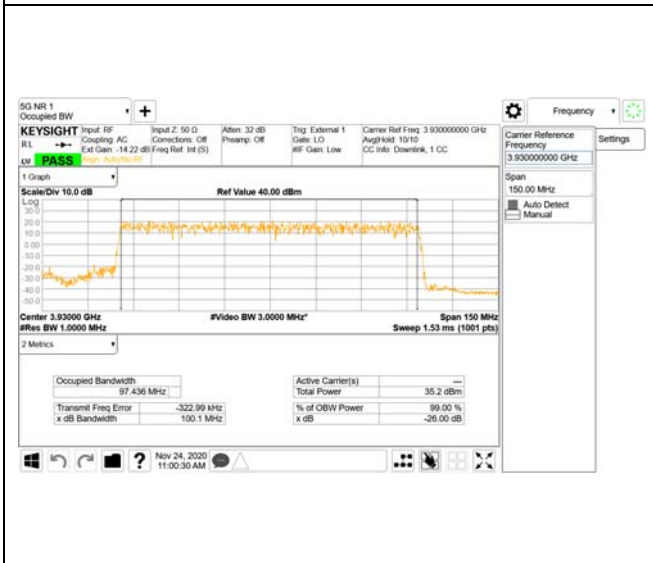 5G NR 1
Occupied BW
Frequency
KEYSIGHT Input: RF Input Z: 50 Ω Atten: 32 dB Trig: External 1 Carrier Ref Freq: 3.930000000 GHz
RL Coupling: AC Corrections: Off Preamp: Off Gate: LO Avg|Hold: 10/10
Ext Gain: -14.22 dB Freq Ref: Int (S) #IF Gain: Low CC Info: Downlink, 1 CC
PASS Align: Auto/No RF
Carrier Reference
Frequency
3.930000000 GHz
Settings
Span
150.00 MHz
Auto Detect
Manual
1 Graph
Scale/Div 10.0 dB Ref Value 40.00 dBm
Log
30.0
20.0
10.0
0.00
-10.0
-20.0
-30.0
-40.0
-50.0
Center 3.93000 GHz #Video BW 3.0000 MHz* Span 150 MHz
#Res BW 1.0000 MHz Sweep 1.53 ms (1001 pts)
2 Metrics
Occupied Bandwidth Active Carrier(s) ---
97.436 MHz Total Power 35.2 dBm
Transmit Freq Error -322.99 kHz % of OBW Power 99.00 %
x dB Bandwidth 100.1 MHz x dB -26.00 dB
? Nov 24, 2020
11:00:30 AM